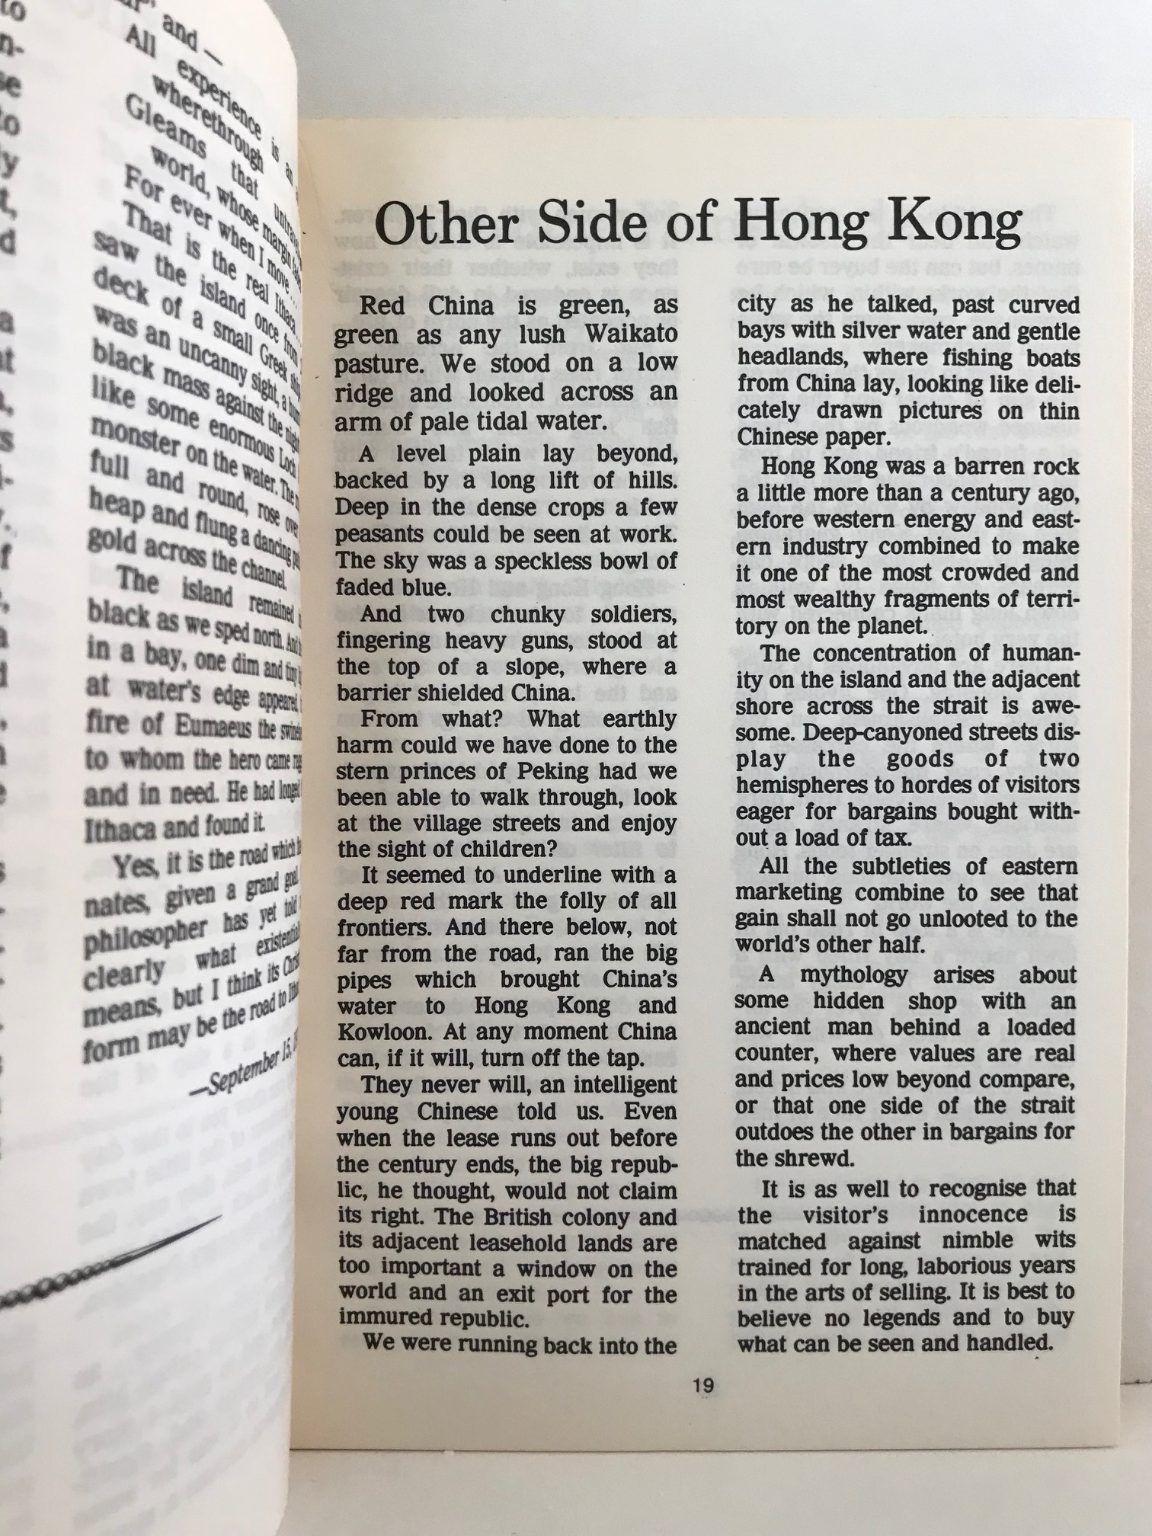 to
n-
se
to
ly
t,
d
a
at
and —
All experience is an
wherethrough
Gleams that
world, whose margin
For ever when I move . . .
That is the real Ithaca.
saw the island once from
deck of a small Greek
was an uncanny sight, a
black mass against the
like some enormous Loch
monster on the water. The
full and round, rose over
heap and flung a dancing
gold across the channel.
The island remained
black as we sped north. And
in a bay, one dim and tiny
at water's edge appeared,
fire of Eumaeus the
to whom the hero came
and in need. He had longed
Ithaca and found it.
Yes, it is the road which
nates, given a grand goal.
philosopher has yet told
clearly what
means, but I think its
form may be the road to
—September 15,
Other Side of Hong Kong
Red China is green, as
green as any lush Waikato
pasture. We stood on a low
ridge and looked across an
arm of pale tidal water.
A level plain lay beyond,
backed by a long lift of hills.
Deep in the dense crops a few
peasants could be seen at work.
The sky was a speckless bowl of
faded blue.
And two chunky soldiers,
fingering heavy guns, stood at
the top of a slope, where a
barrier shielded China.
From what? What earthly
harm could we have done to the
stern princes of Peking had we
been able to walk through, look
at the village streets and enjoy
the sight of children?
It seemed to underline with a
deep red mark the folly of all
frontiers. And there below, not
far from the road, ran the big
pipes which brought China's
water to Hong Kong and
Kowloon. At any moment China
can, if it will, turn off the tap.
They never will, an intelligent
young Chinese told us. Even
when the lease runs out before
the century ends, the big repub-
lic, he thought, would not claim
its right. The British colony and
its adjacent leasehold lands are
too important a window on the
world and an exit port for the
immured republic.
We were running back into the
city as he talked, past curved
bays with silver water and gentle
headlands, where fishing boats
from China lay, looking like deli-
cately drawn pictures on thin
Chinese paper.
Hong Kong was a barren rock
a little more than a century ago,
before western energy and east-
ern industry combined to make
it one of the most crowded and
most wealthy fragments of terri-
tory on the planet.
The concentration of human-
ity on the island and the adjacent
shore across the strait is awe-
some. Deep-canyoned streets dis-
play the goods of two
hemispheres to hordes of visitors
eager for bargains bought with-
out a load of tax.
All the subtleties of eastern
marketing combine to see that
gain shall not go unlooted to the
world's other half.
A mythology arises about
some hidden shop with an
ancient man behind a loaded
counter, where values are real
and prices low beyond compare,
or that one side of the strait
outdoes the other in bargains for
the shrewd.
It is as well to recognise that
the visitor's innocence is
matched against nimble wits
trained for long, laborious years
in the arts of selling. It is best to
believe no legends and to buy
what can be seen and handled.
19